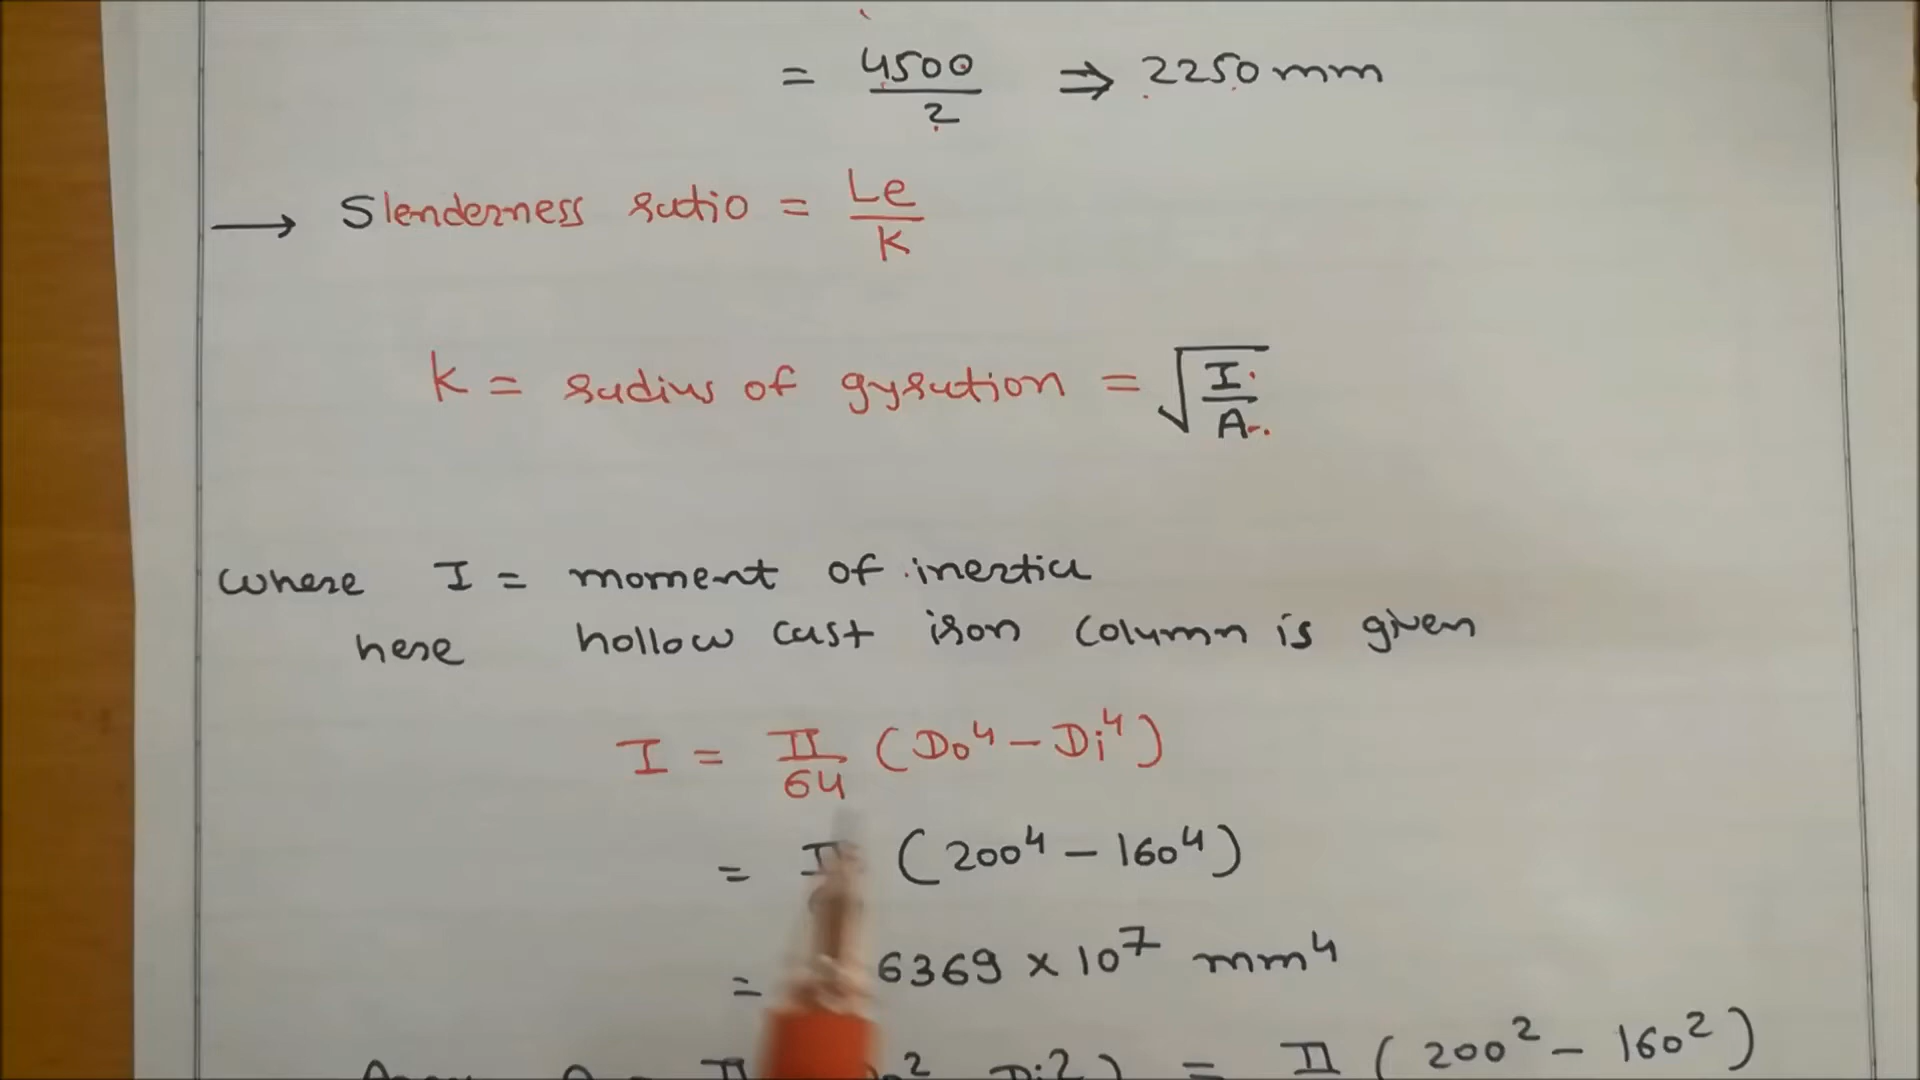 = 4500/2 ⇒ 2250 mm
→ Slenderness ratio = Le/K
K = radius of gyration = √(I/A)
where I = moment of inertia
here hollow cast iron column is given
I = π/64 (Do⁴ - Di⁴)
= (200⁴ - 160⁴)
= 6369 × 10⁷ mm⁴
= π (200² - 160²)